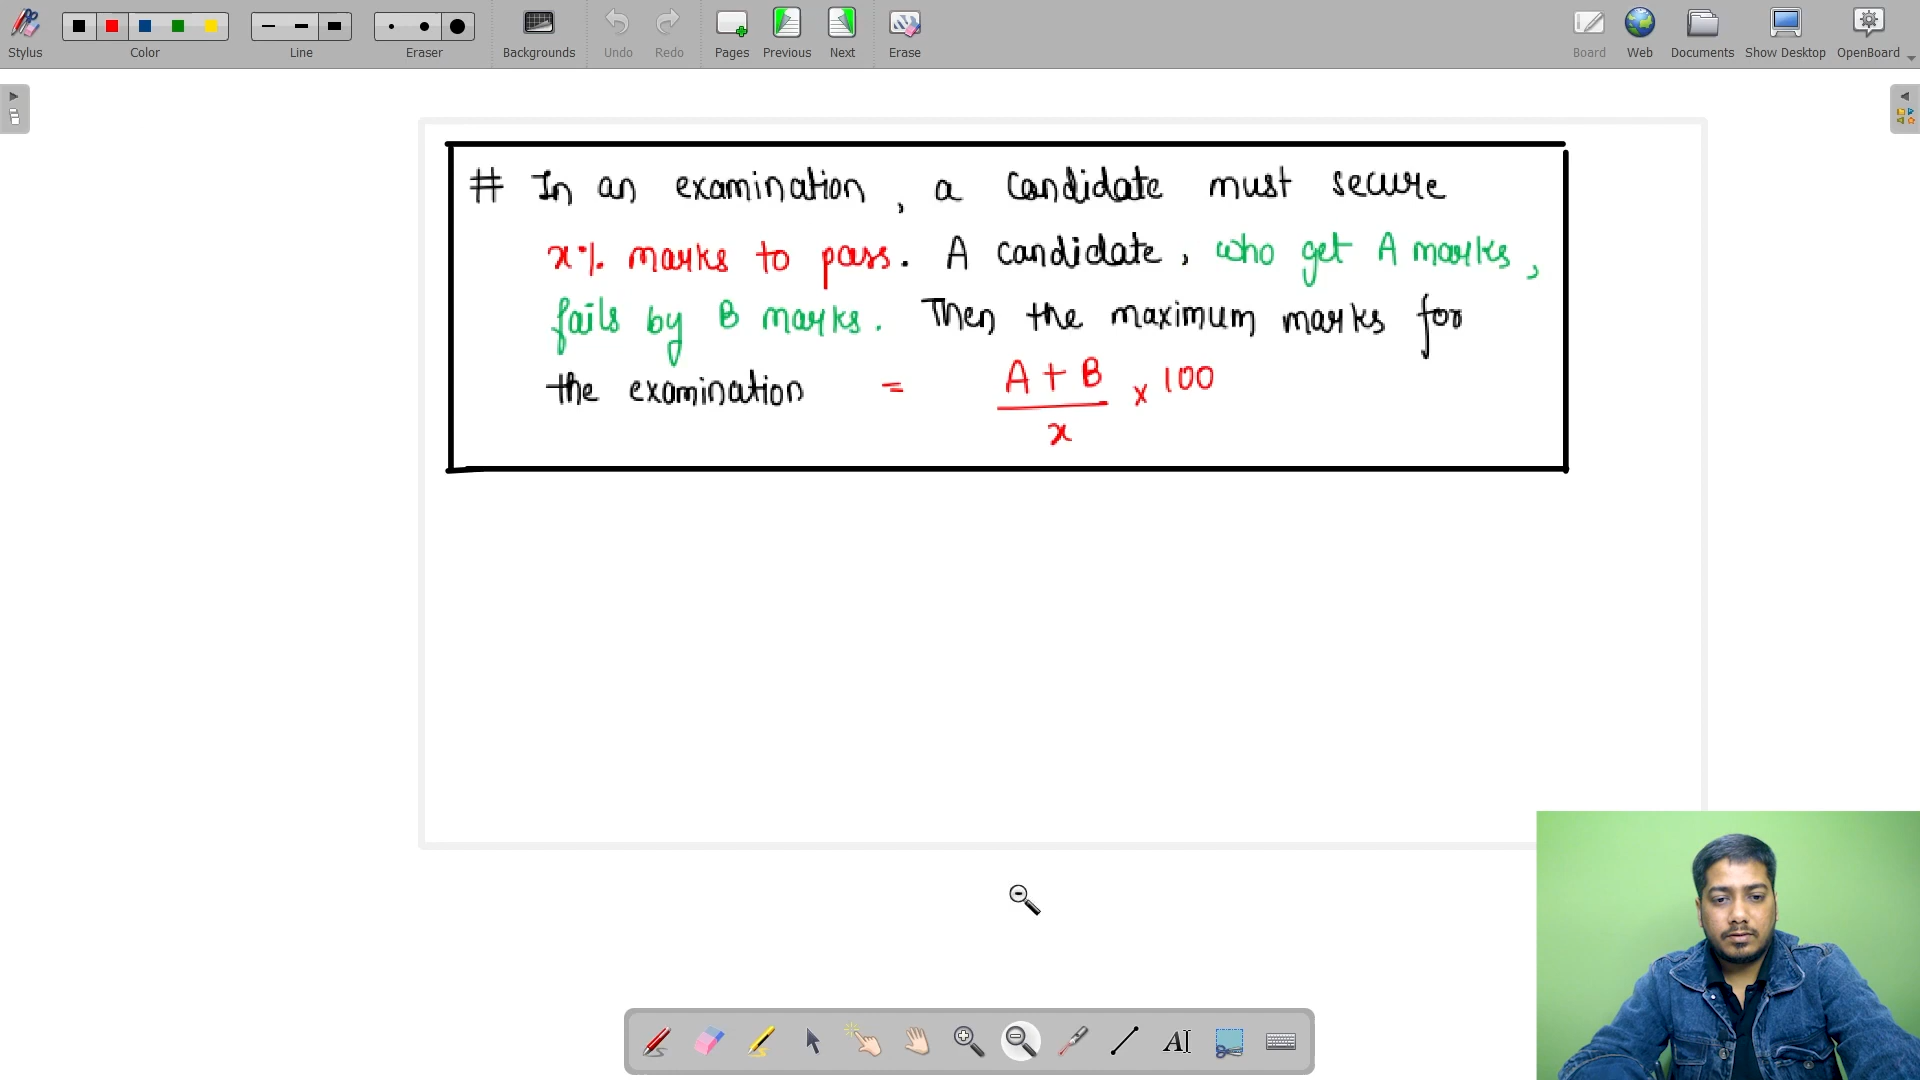 Stylus Color Line Eraser Backgrounds Undo Redo Pages Previous Next Erase Board Web Documents Show Desktop OpenBoard
# In an examination, a candidate must secure
x% marks to pass. A candidate, who get A marks,
fails by B marks. Then the maximum marks for
the examination = A + B / x × 100
AI